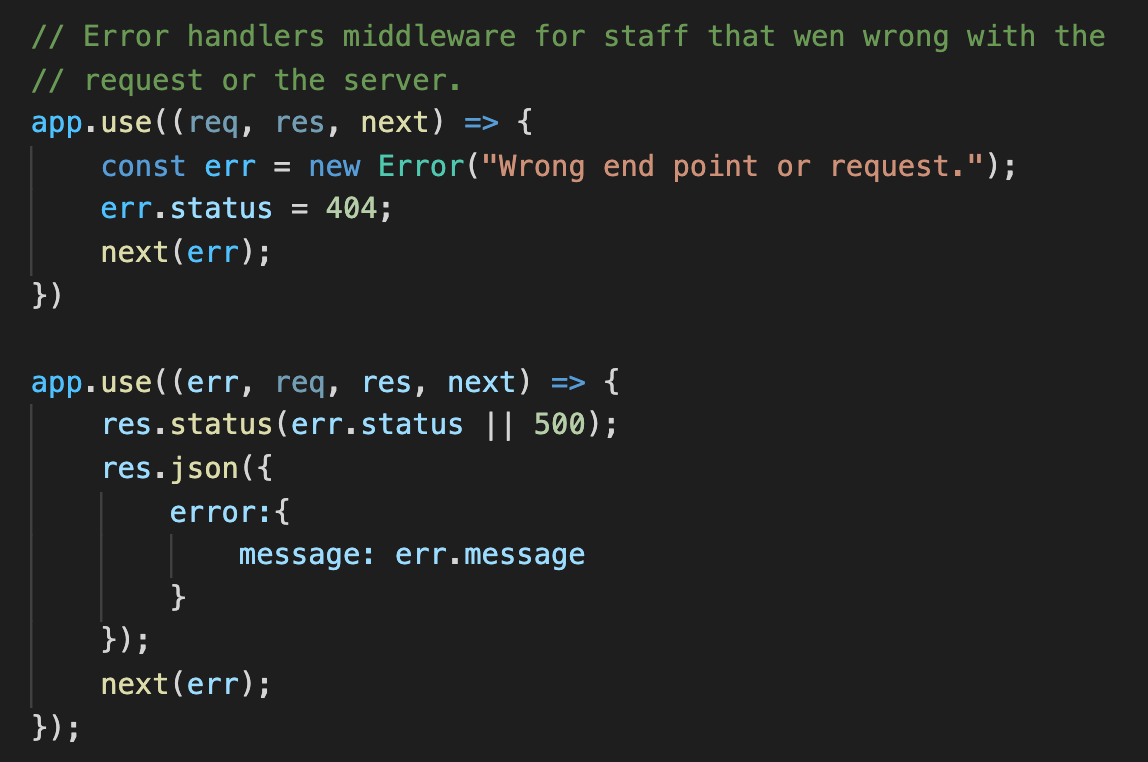 // Error handlers middleware for staff that wen wrong with the
// request or the server.
app.use((req, res, next) => {
    const err = new Error("Wrong end point or request.");
    err.status = 404;
    next(err);
})

app.use((err, req, res, next) => {
    res.status(err.status || 500);
    res.json({
        error:{
            message: err.message
        }
    });
    next(err);
});